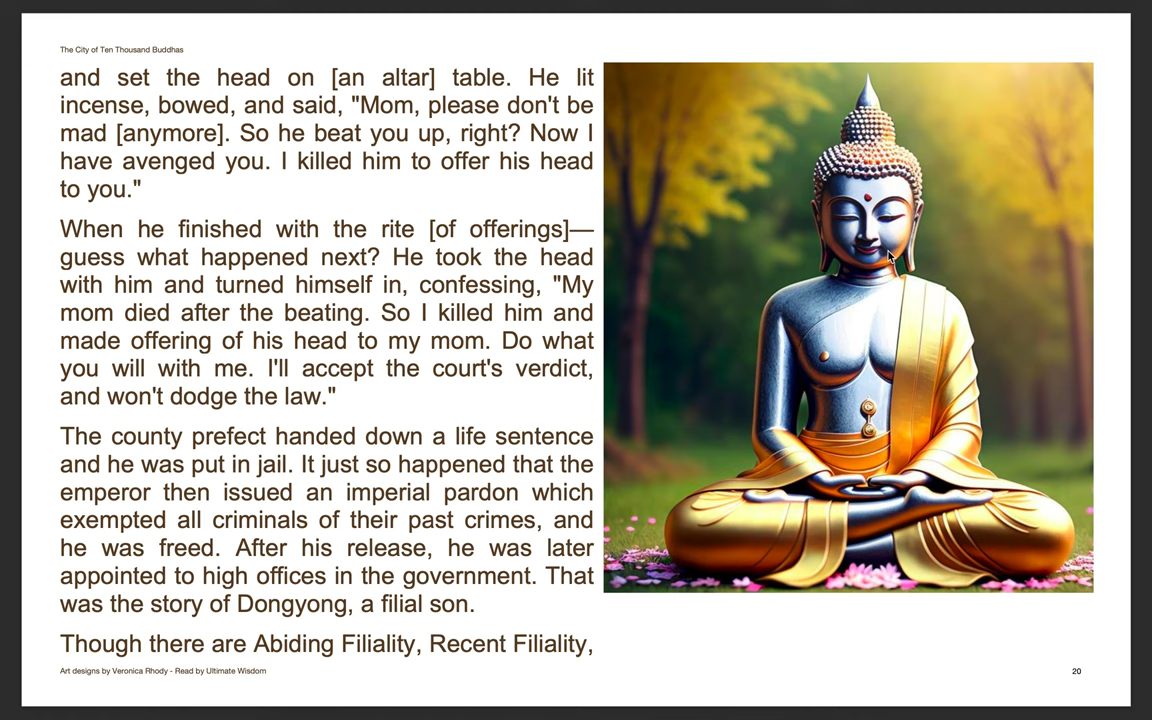 The City of Ten Thousand Buddhas
and set the head on [an altar] table. He lit
incense, bowed, and said, "Mom, please don't be
mad [anymore]. So he beat you up, right? Now I
have avenged you. I killed him to offer his head
to you."
When he finished with the rite [of offerings]—
guess what happened next? He took the head
with him and turned himself in, confessing, "My
mom died after the beating. So I killed him and
made offering of his head to my mom. Do what
you will with me. I'll accept the court's verdict,
and won't dodge the law."
The county prefect handed down a life sentence
and he was put in jail. It just so happened that the
emperor then issued an imperial pardon which
exempted all criminals of their past crimes, and
he was freed. After his release, he was later
appointed to high offices in the government. That
was the story of Dongyong, a filial son.
Though there are Abiding Filiality, Recent Filiality,
Art designs by Veronica Rhody - Read by Ultimate Wisdom
20